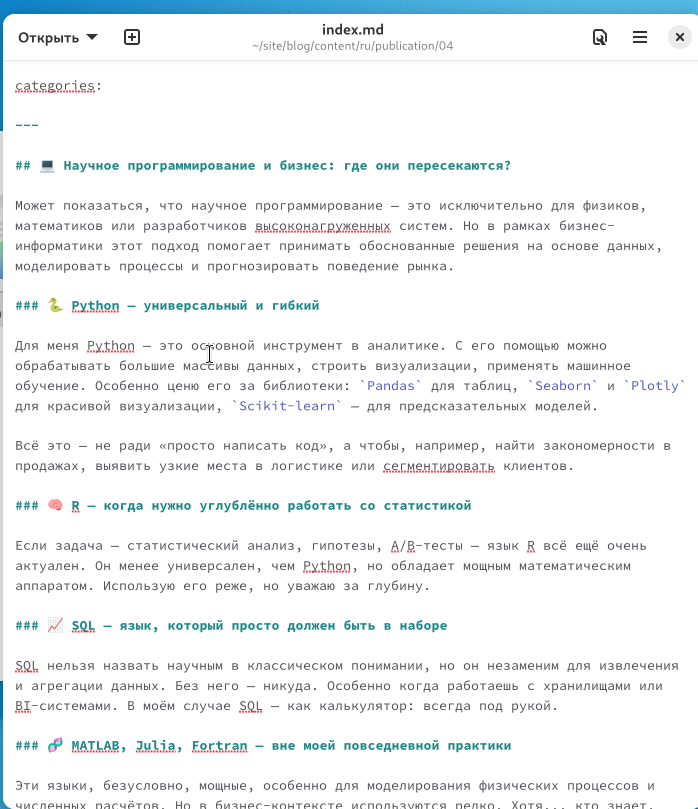 Открыть
index.md
~/site/blog/content/ru/publication/04
categories:
---
## 💻 Научное программирование и бизнес: где они пересекаются?
Может показаться, что научное программирование — это исключительно для физиков,
математиков или разработчиков высоконагруженных систем. Но в рамках бизнес-
информатики этот подход помогает принимать обоснованные решения на основе данных,
моделировать процессы и прогнозировать поведение рынка.
### 🐍 Python — универсальный и гибкий
Для меня Python — это основной инструмент в аналитике. С его помощью можно
обрабатывать большие массивы данных, строить визуализации, применять машинное
обучение. Особенно ценю его за библиотеки: `Pandas` для таблиц, `Seaborn` и `Plotly`
для красивой визуализации, `Scikit-learn` — для предсказательных моделей.
Всё это — не ради «просто написать код», а чтобы, например, найти закономерности в
продажах, выявить узкие места в логистике или сегментировать клиентов.
### 🧠 R — когда нужно углублённо работать со статистикой
Если задача — статистический анализ, гипотезы, A/B-тесты — язык R всё ещё очень
актуален. Он менее универсален, чем Python, но обладает мощным математическим
аппаратом. Использую его реже, но уважаю за глубину.
### 📈 SQL — язык, который просто должен быть в наборе
SQL нельзя назвать научным в классическом понимании, но он незаменим для извлечения
и агрегации данных. Без него — никуда. Особенно когда работаешь с хранилищами или
BI-системами. В моём случае SQL — как калькулятор: всегда под рукой.
### 🧬 MATLAB, Julia, Fortran — вне моей повседневной практики
Эти языки, безусловно, мощные, особенно для моделирования физических процессов и
численных расчётов. Но в бизнес-контексте используются редко. Хотя... кто знает,